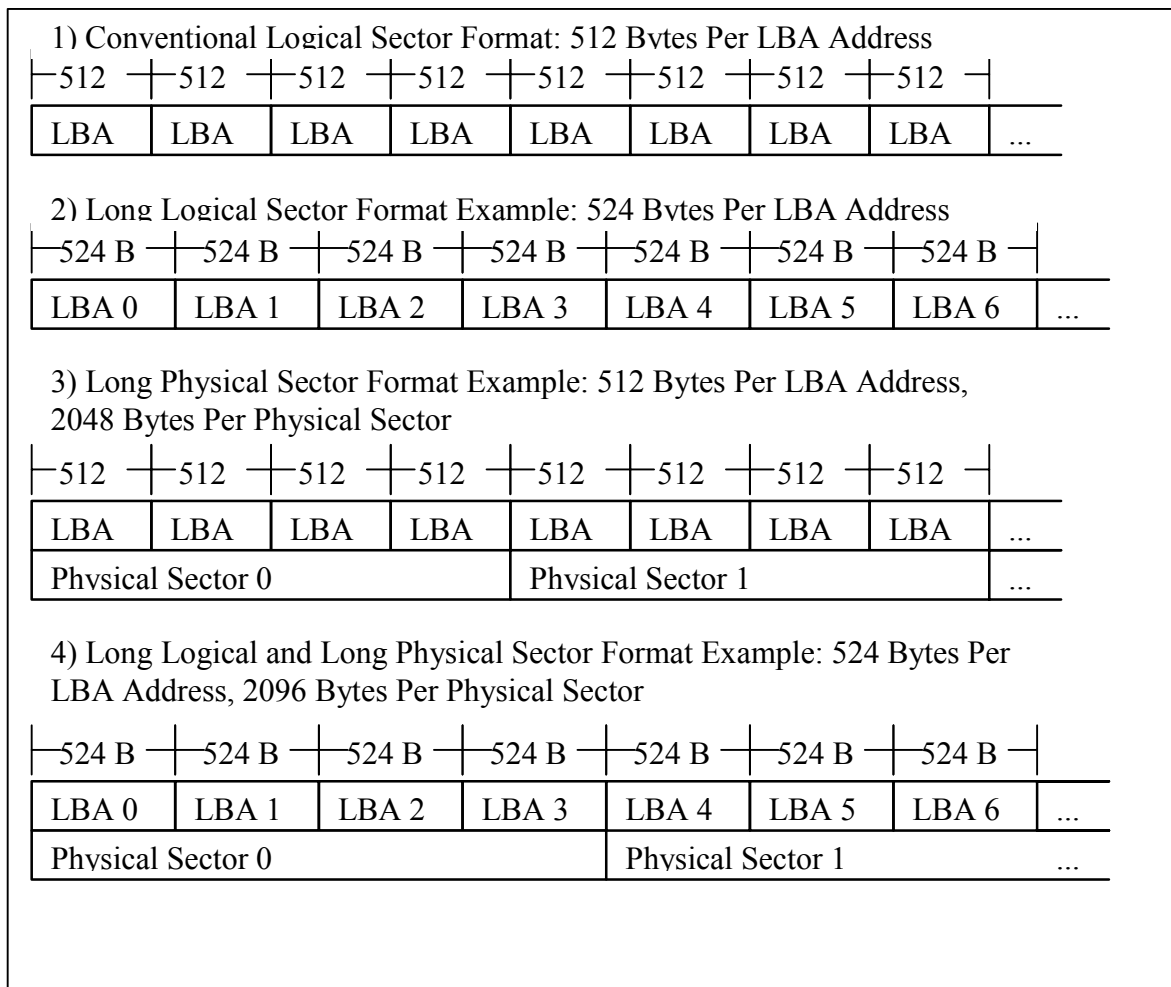 1) Conventional Logical Sector Format: 512 Bytes Per LBA Address
512 512 512 512 512 512 512 512
LBA LBA LBA LBA LBA LBA LBA LBA ...
2) Long Logical Sector Format Example: 524 Bytes Per LBA Address
524 B 524 B 524 B 524 B 524 B 524 B 524 B
LBA 0 LBA 1 LBA 2 LBA 3 LBA 4 LBA 5 LBA 6 ...
3) Long Physical Sector Format Example: 512 Bytes Per LBA Address,
2048 Bytes Per Physical Sector
512 512 512 512 512 512 512 512
LBA LBA LBA LBA LBA LBA LBA LBA ...
Physical Sector 0 Physical Sector 1 ...
4) Long Logical and Long Physical Sector Format Example: 524 Bytes Per
LBA Address, 2096 Bytes Per Physical Sector
524 B 524 B 524 B 524 B 524 B 524 B 524 B
LBA 0 LBA 1 LBA 2 LBA 3 LBA 4 LBA 5 LBA 6 ...
Physical Sector 0 Physical Sector 1 ...